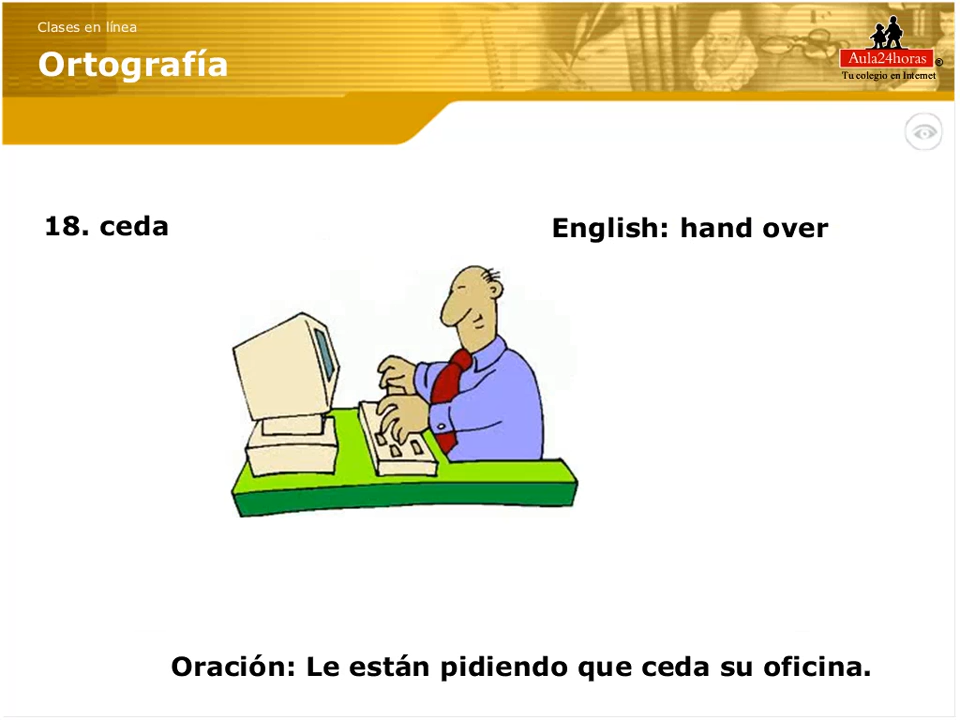 Clases en línea
Ortografía
Aula24horas ®
Tu colegio en Internet
18. ceda
English: hand over
Oración: Le están pidiendo que ceda su oficina.